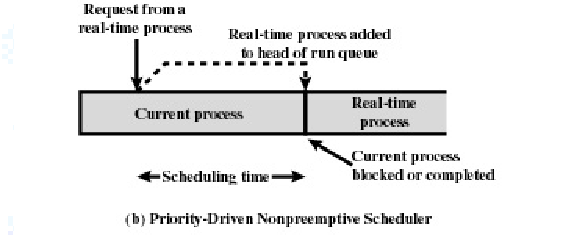 Request from a
real-time process
Real-time process added
to head of run queue
Current process
Real-time
process
Current process
blocked or completed
Scheduling time
(b) Priority-Driven Nonpreemptive Scheduler